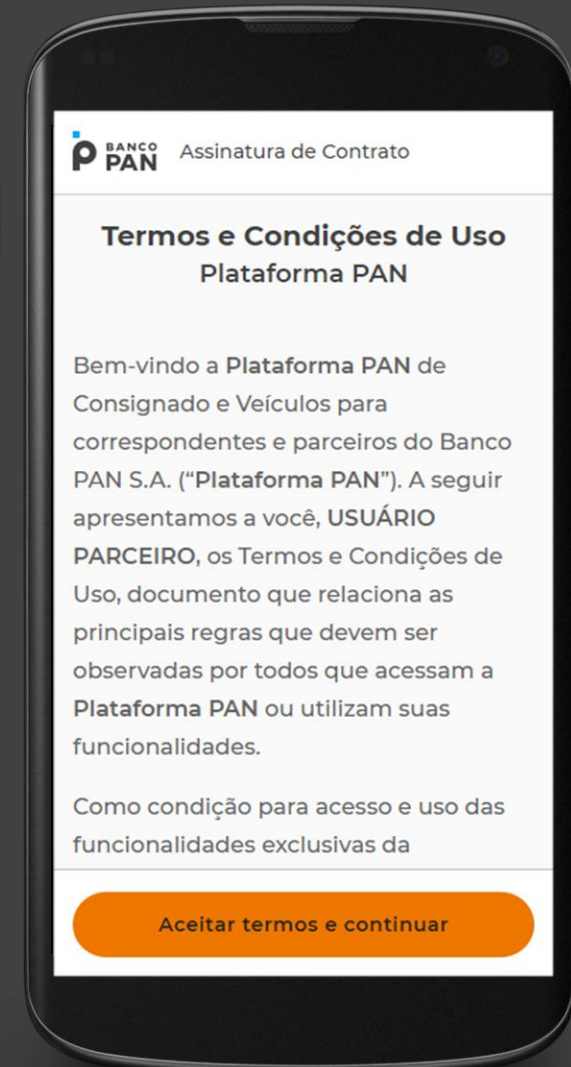 BANCO
PAN
Assinatura de Contrato
Termos e Condições de Uso
Plataforma PAN
Bem-vindo a Plataforma PAN de
Consignado e Veículos para
correspondentes e parceiros do Banco
PAN S.A. (“Plataforma PAN”). A seguir
apresentamos a você, USUÁRIO
PARCEIRO, os Termos e Condições de
Uso, documento que relaciona as
principais regras que devem ser
observadas por todos que acessam a
Plataforma PAN ou utilizam suas
funcionalidades.
Como condição para acesso e uso das
funcionalidades exclusivas da
Aceitar termos e continuar